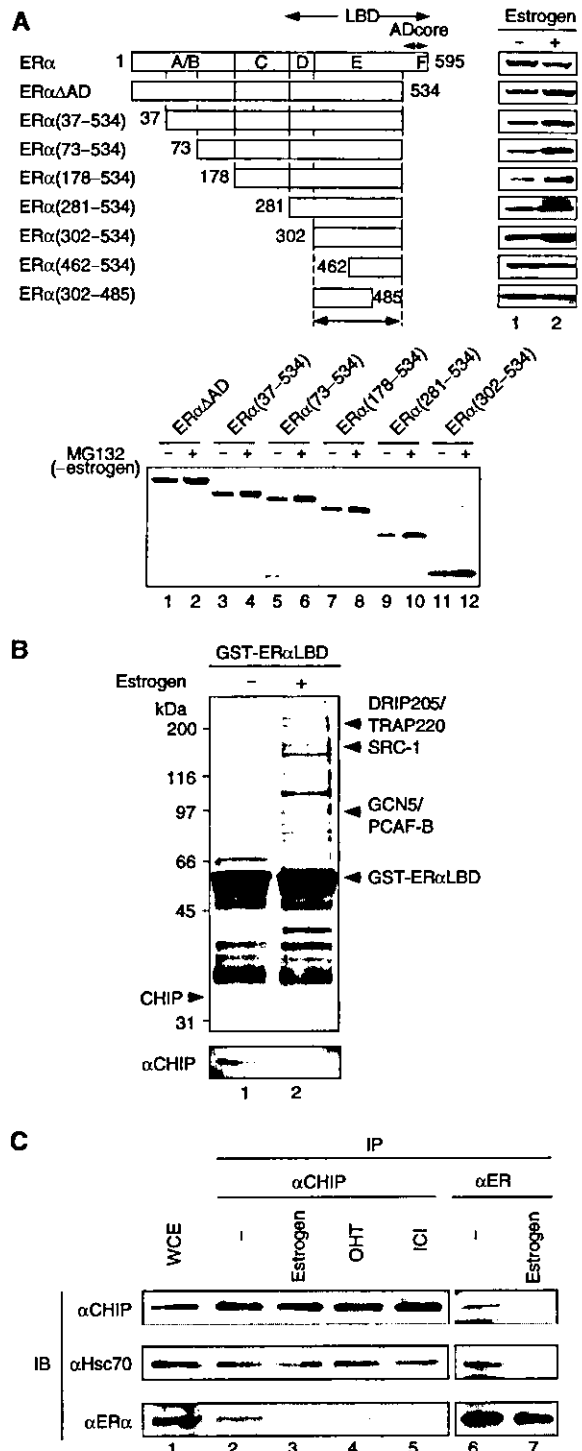 A
LBD
ADcore
Estrogen
- +
ERα 1 A/B C D E F 595
ERαΔAD 534
ERα(37–534) 37
ERα(73–534) 73
ERα(178–534) 178
ERα(281–534) 281
ERα(302–534) 302
ERα(462–534) 462
ERα(302–485) 485
1 2
ERαΔAD ERα(37–534) ERα(73–534) ERα(178–534) ERα(281–534) ERα(302–534)
MG132 - + - + - + - + - + - +
(-estrogen)
1 2 3 4 5 6 7 8 9 10 11 12
B
GST-ERαLBD
Estrogen - +
kDa
200
116
97
66
45
31
DRIP205/
TRAP220
SRC-1
GCN5/
PCAF-B
GST-ERαLBD
CHIP
αCHIP
1 2
C
IP
αCHIP αER
WCE - Estrogen OHT ICI - Estrogen
IB
αCHIP
αHsc70
αERα
1 2 3 4 5 6 7